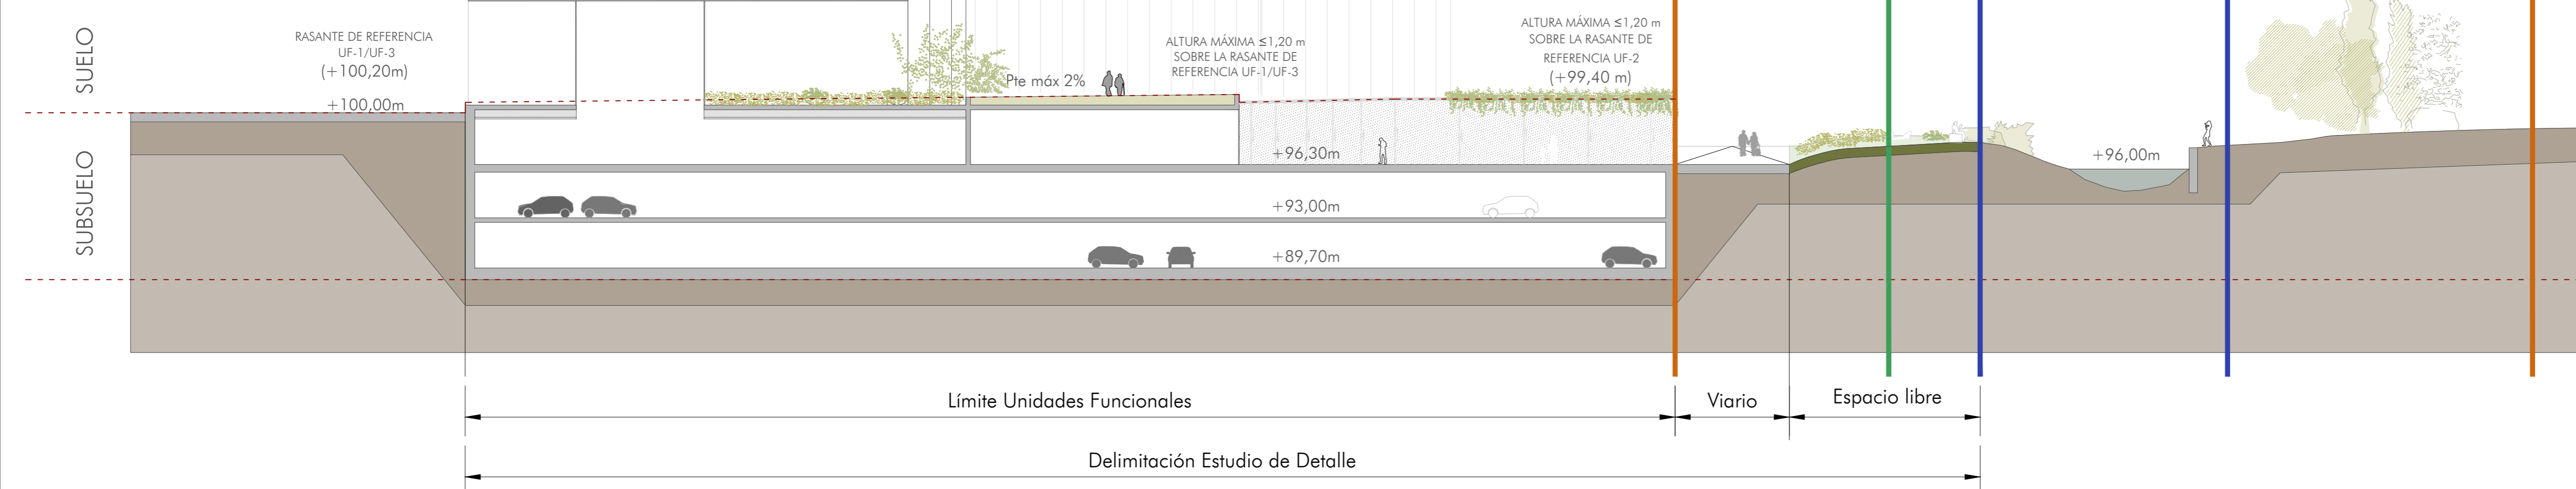 SUELO
SUBSUELO
RASANTE DE REFERENCIA
UF-1/UF-3
(+100,20m)
+100,00m
Pte máx 2%
ALTURA MÁXIMA ≤1,20 m
SOBRE LA RASANTE DE
REFERENCIA UF-1/UF-3
ALTURA MÁXIMA ≤1,20 m
SOBRE LA RASANTE DE
REFERENCIA UF-2
(+99,40 m)
+96,30m
+96,00m
+93,00m
+89,70m
Límite Unidades Funcionales
Viario
Espacio libre
Delimitación Estudio de Detalle